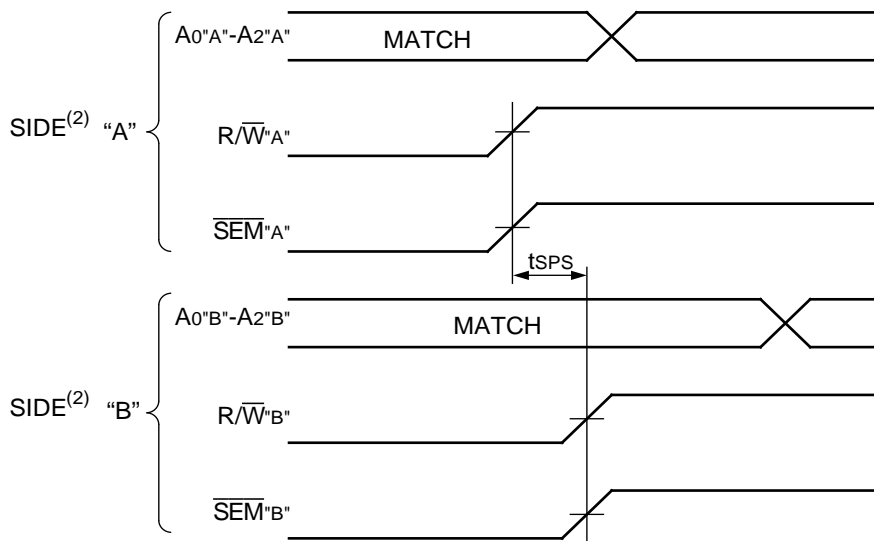 A0"A"-A2"A"
MATCH
SIDE(2) “A”
R/W"A"
SEM"A"
tSPS
A0"B"-A2"B"
MATCH
SIDE(2) “B”
R/W"B"
SEM"B"